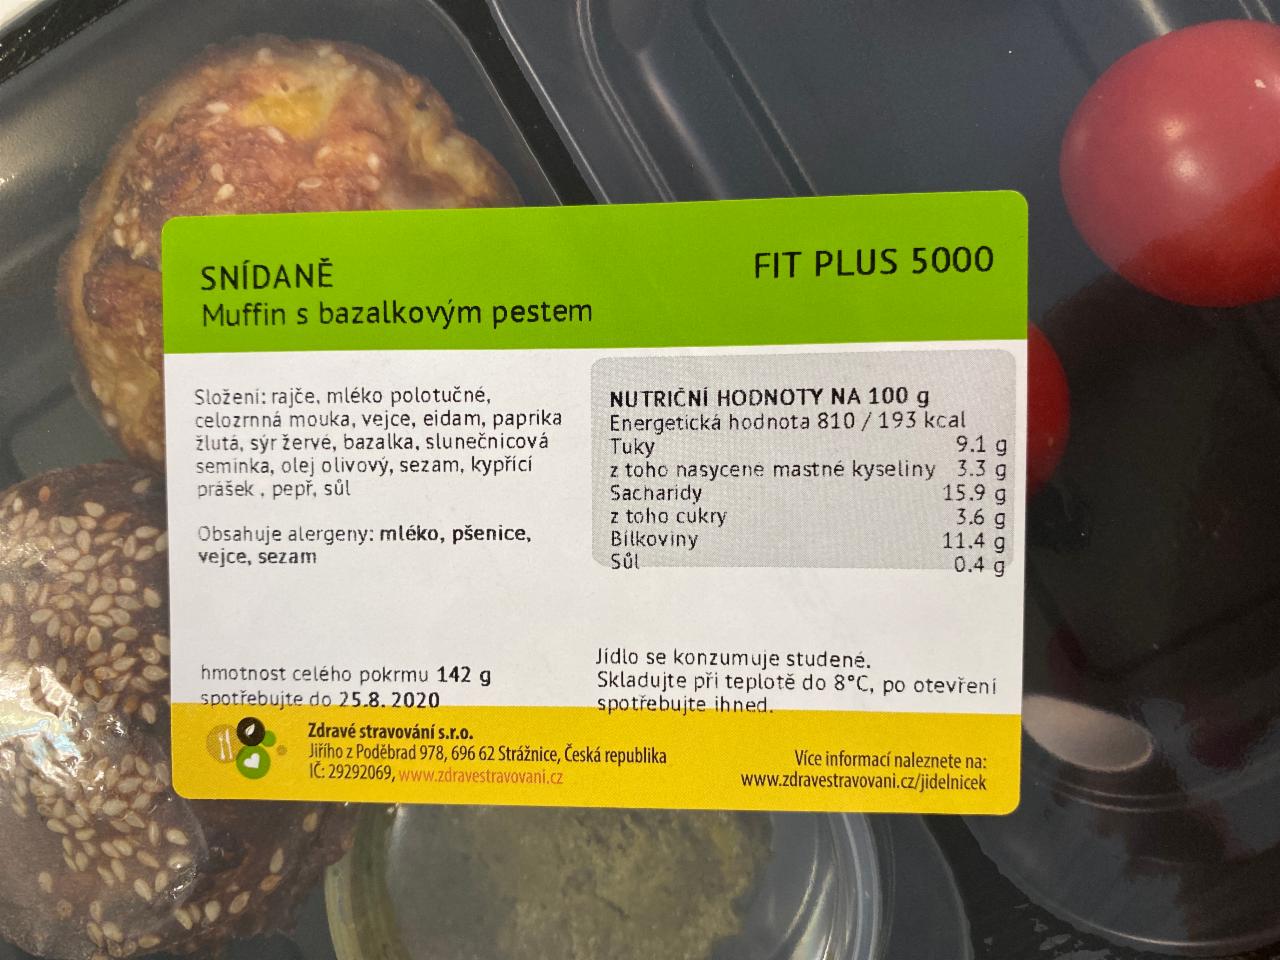 SNÍDANĚ
Muffin s bazalkovým pestem
FIT PLUS 5000
Složení: rajče, mléko polotučné,
celozrnná mouka, vejce, eidam, paprika
žlutá, sýr žervé, bazalka, slunečnicová
semínka, olej olivový, sezam, kypřící
prášek , pepř, sůl
Obsahuje alergeny: mléko, pšenice,
vejce, sezam
NUTRIČNÍ HODNOTY NA 100 g
Energetická hodnota 810 / 193 kcal
Tuky 9.1 g
z toho nasycené mastné kyseliny 3.3 g
Sacharidy 15.9 g
z toho cukry 3.6 g
Bílkoviny 11.4 g
Sůl 0.4 g
hmotnost celého pokrmu 142 g
spotřebujte do 25.8.2020
Jídlo se konzumuje studené.
Skladujte při teplotě do 8°C, po otevření
spotřebujte ihned.
Zdravé stravování s.r.o.
Jiřího z Poděbrad 978, 696 62 Strážnice, Česká republika
IČ: 29292069, www.zdravestravovani.cz
Více informací naleznete na:
www.zdravestravovani.cz/jidelnicek